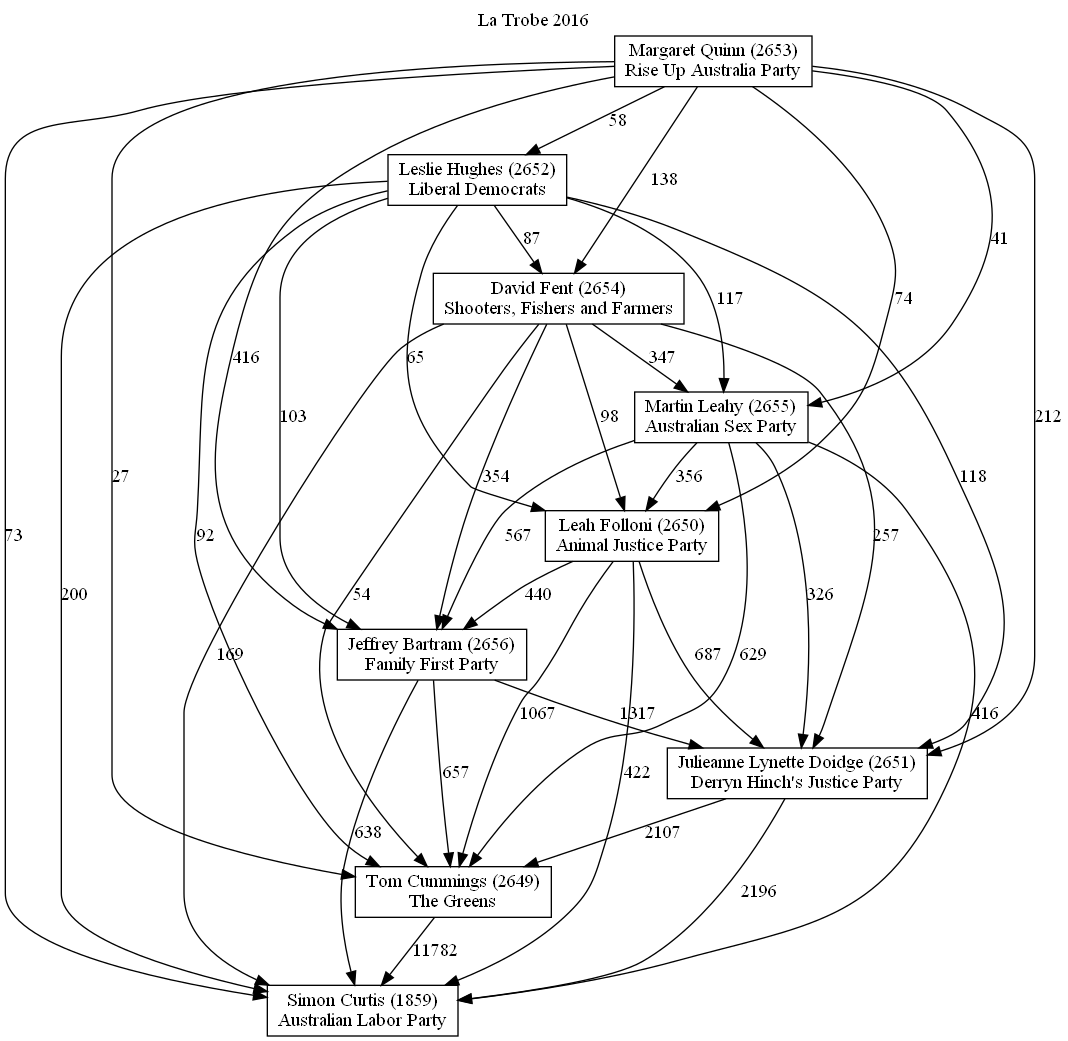 La Trobe 2016
Margaret Quinn (2653)
Rise Up Australia Party
58
Leslie Hughes (2652)
Liberal Democrats
138
87
41
David Fent (2654)
Shooters, Fishers and Farmers
117
74
416
65
347
Martin Leahy (2655)
Australian Sex Party
103
98
212
27
354
356
118
Leah Folloni (2650)
Animal Justice Party
73
92
567
257
200
54
440
326
Jeffrey Bartram (2656)
Family First Party
169
687
629
1067
1317
416
Julieanne Lynette Doidge (2651)
Derryn Hinch's Justice Party
657
422
638
2107
Tom Cummings (2649)
The Greens
2196
11782
Simon Curtis (1859)
Australian Labor Party